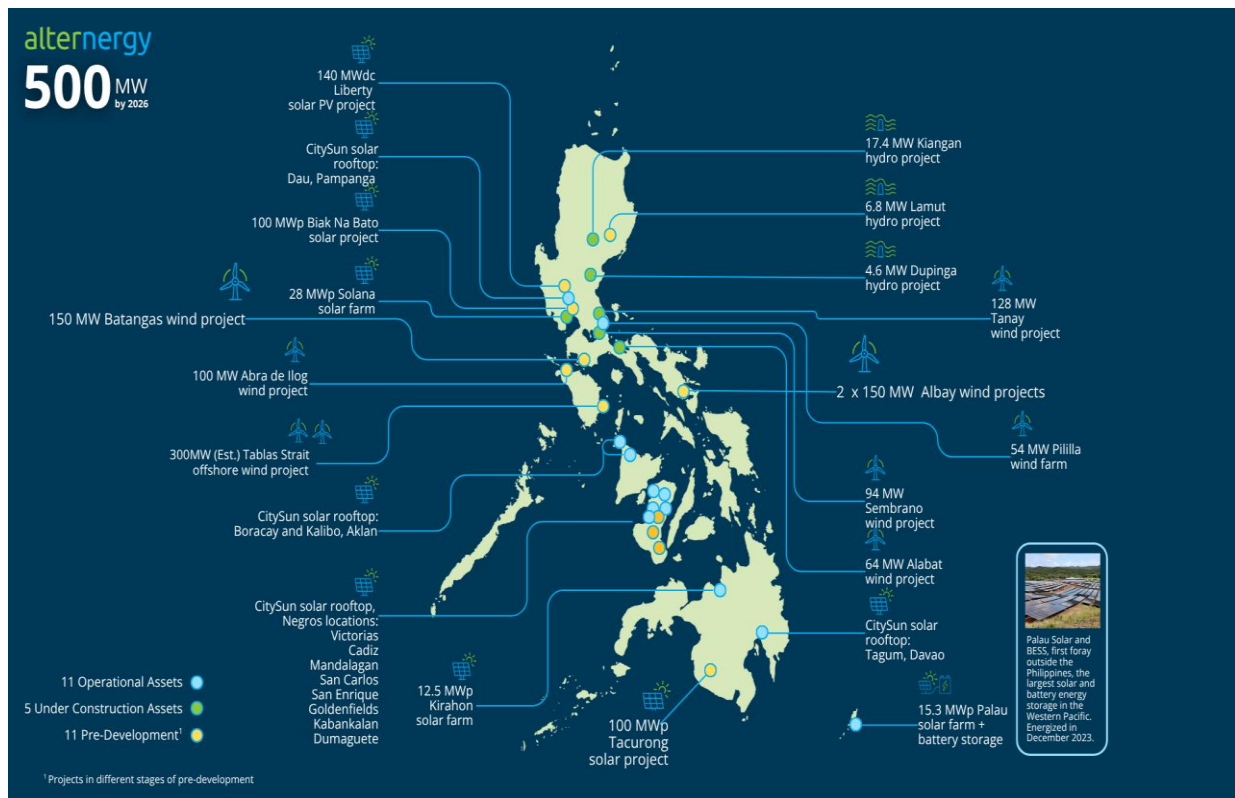 alternergy
500 MW
by 2026
140 MWdc
Liberty
solar PV project
CitySun solar
rooftop:
Dau, Pampanga
100 MWp Biak Na Bato
solar project
28 MWp Solana
solar farm
150 MW Batangas wind project
100 MW Abra de Ilog
wind project
300MW (Est.) Tablas Strait
offshore wind project
CitySun solar rooftop:
Boracay and Kalibo, Aklan
CitySun solar rooftop,
Negros locations:
Victorias
Cadiz
Mandalagan
San Carlos
San Enrique
Goldenfields
Kabankalan
Dumaguete
12.5 MWp
Kirahon
solar farm
100 MWp
Tacurong
solar project
17.4 MW Kiangan
hydro project
6.8 MW Lamut
hydro project
4.6 MW Dupinga
hydro project
128 MW
Tanay
wind project
2 x 150 MW Albay wind projects
54 MW Pililla
wind farm
94 MW
Sembrano
wind project
64 MW Alabat
wind project
CitySun solar
rooftop:
Tagum, Davao
15.3 MWp Palau
solar farm +
battery storage
Palau Solar and
BESS, first foray
outside the
Philippines, the
largest solar and
battery energy
storage in the
Western Pacific.
Energized in
December 2023.
11 Operational Assets
5 Under Construction Assets
11 Pre-Development¹
¹ Projects in different stages of pre-development